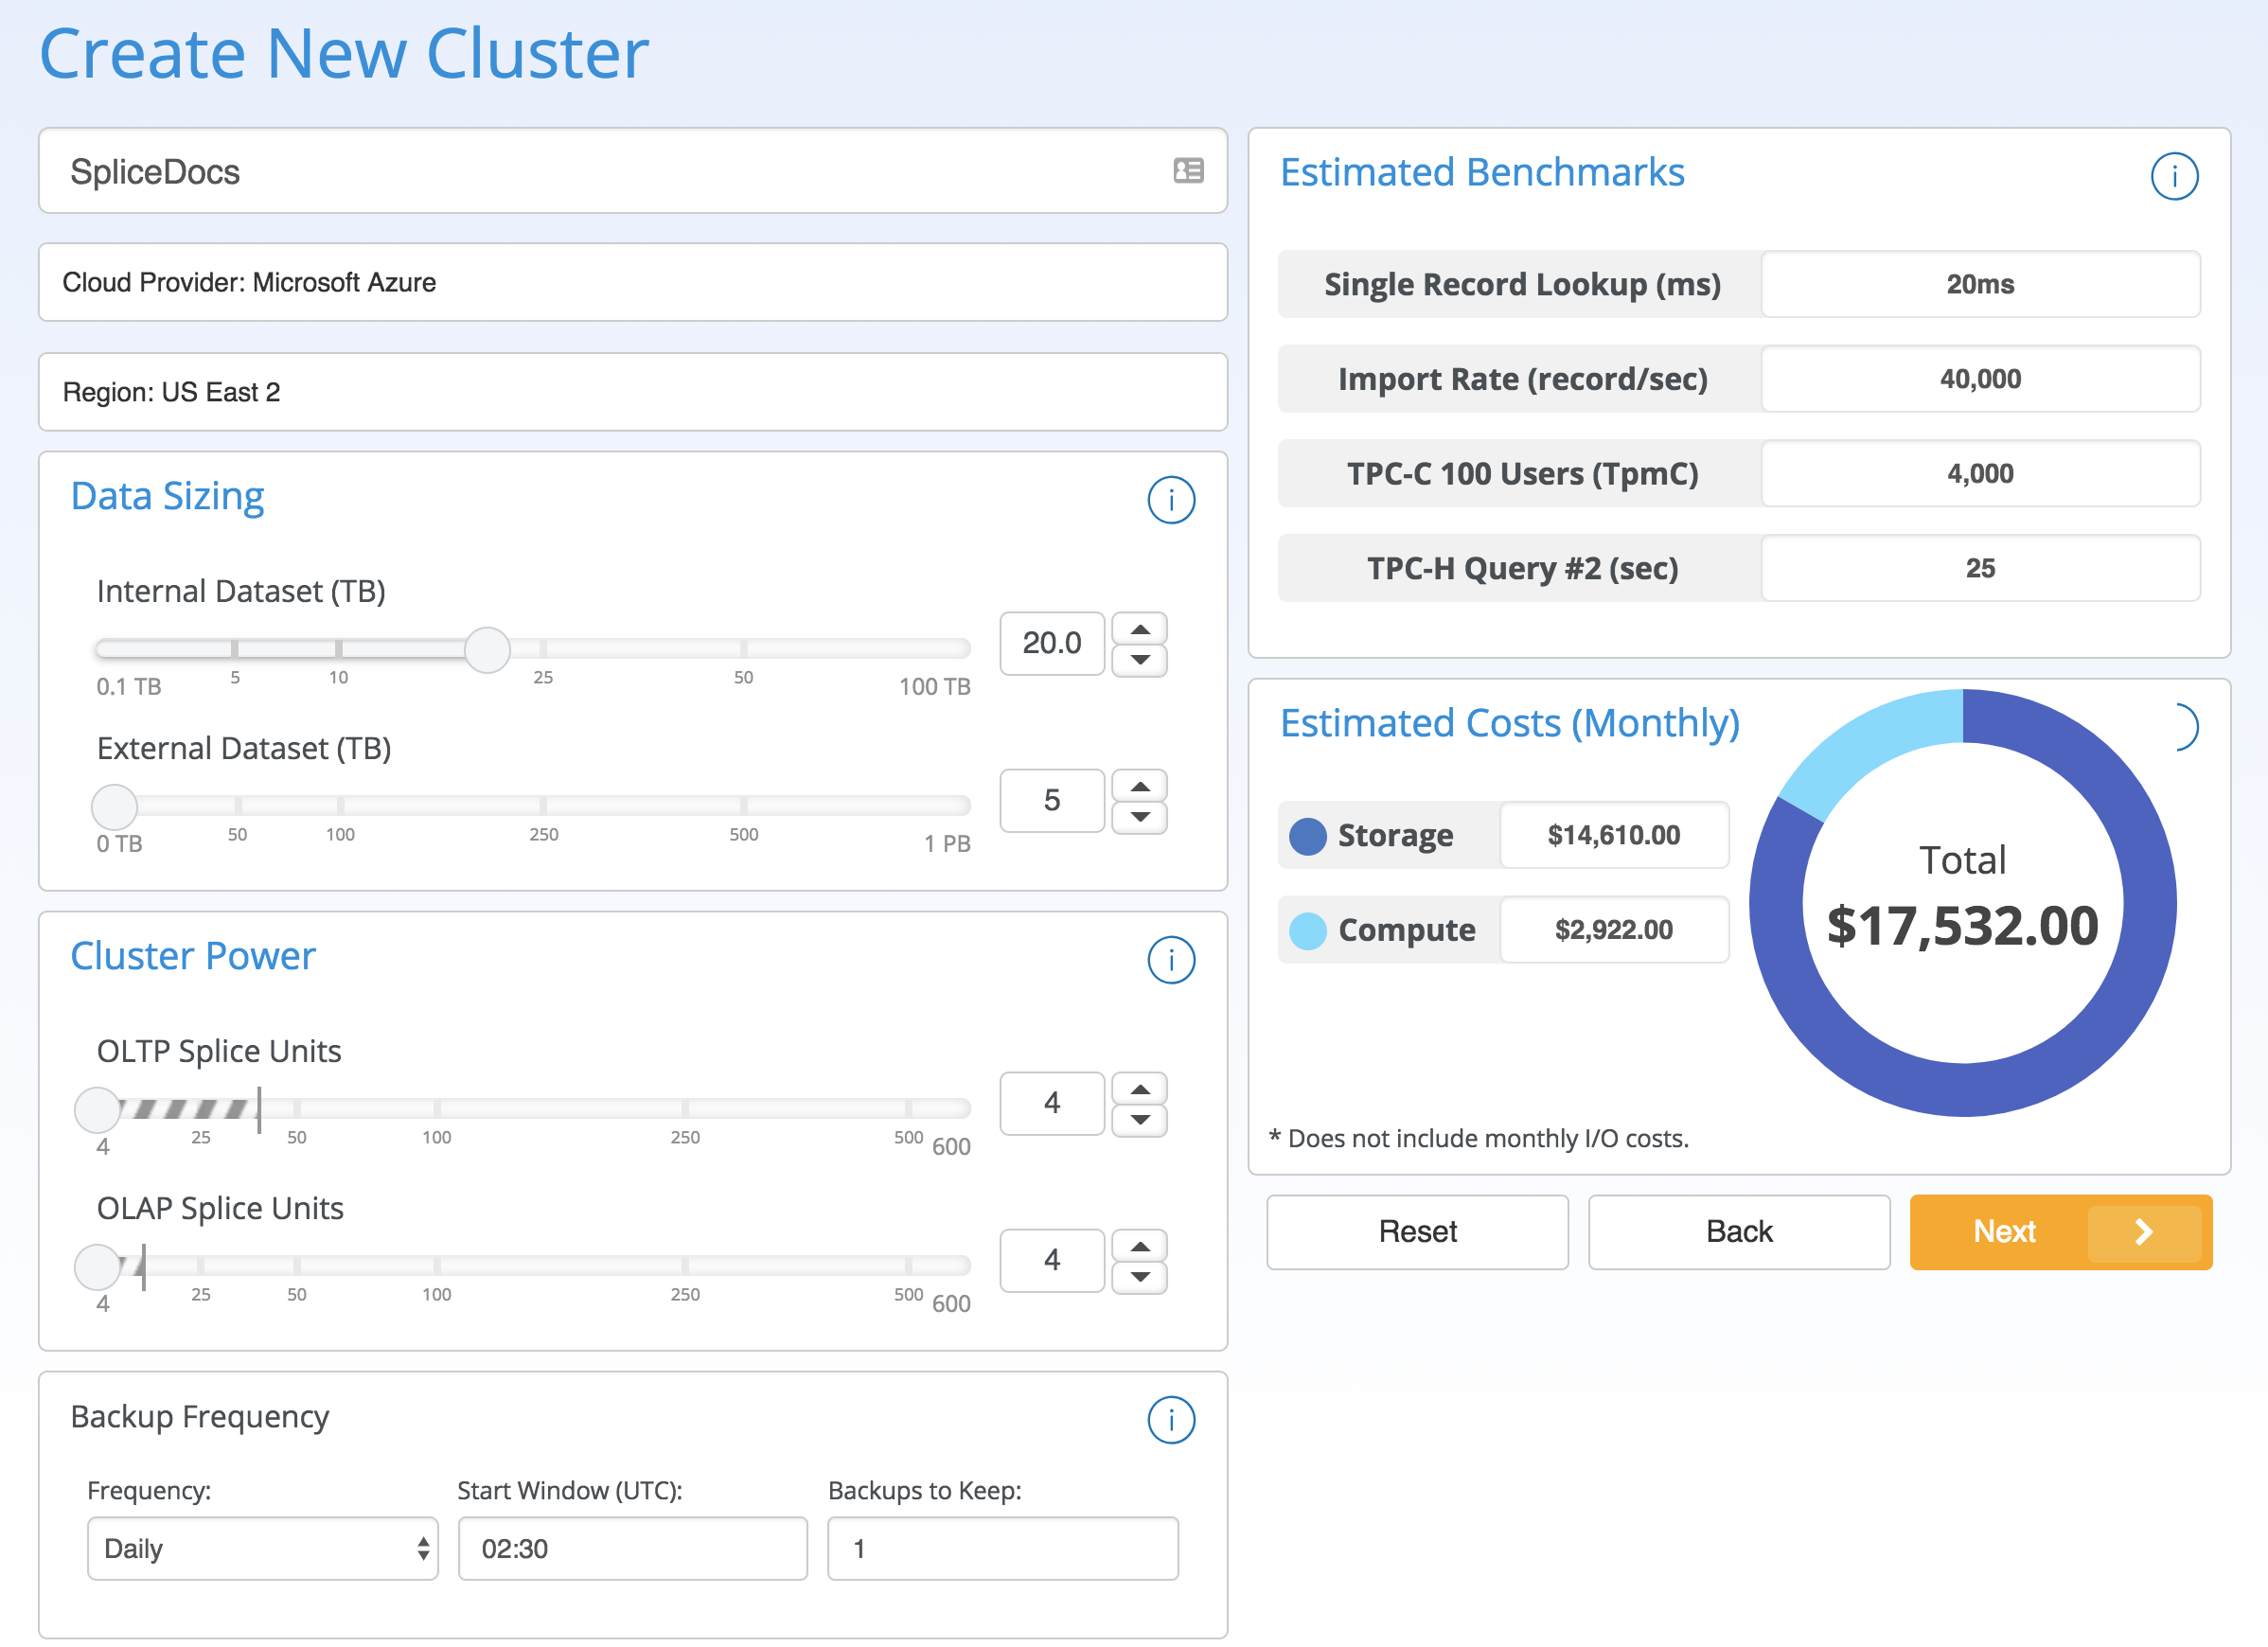 Create New Cluster
SpliceDocs
Cloud Provider: Microsoft Azure
Region: US East 2
Data Sizing
i
Internal Dataset (TB)
20.0
0.1 TB 5 10 25 50 100 TB
External Dataset (TB)
5
0 TB 50 100 250 500 1 PB
Cluster Power
i
OLTP Splice Units
4
4 25 50 100 250 500 600
OLAP Splice Units
4
4 25 50 100 250 500 600
Backup Frequency
i
Frequency: Start Window (UTC): Backups to Keep:
Daily 02:30 1
Estimated Benchmarks
i
Single Record Lookup (ms) 20ms
Import Rate (record/sec) 40,000
TPC-C 100 Users (TpmC) 4,000
TPC-H Query #2 (sec) 25
Estimated Costs (Monthly)
Storage $14,610.00
Compute $2,922.00
Total
$17,532.00
* Does not include monthly I/O costs.
Reset Back Next